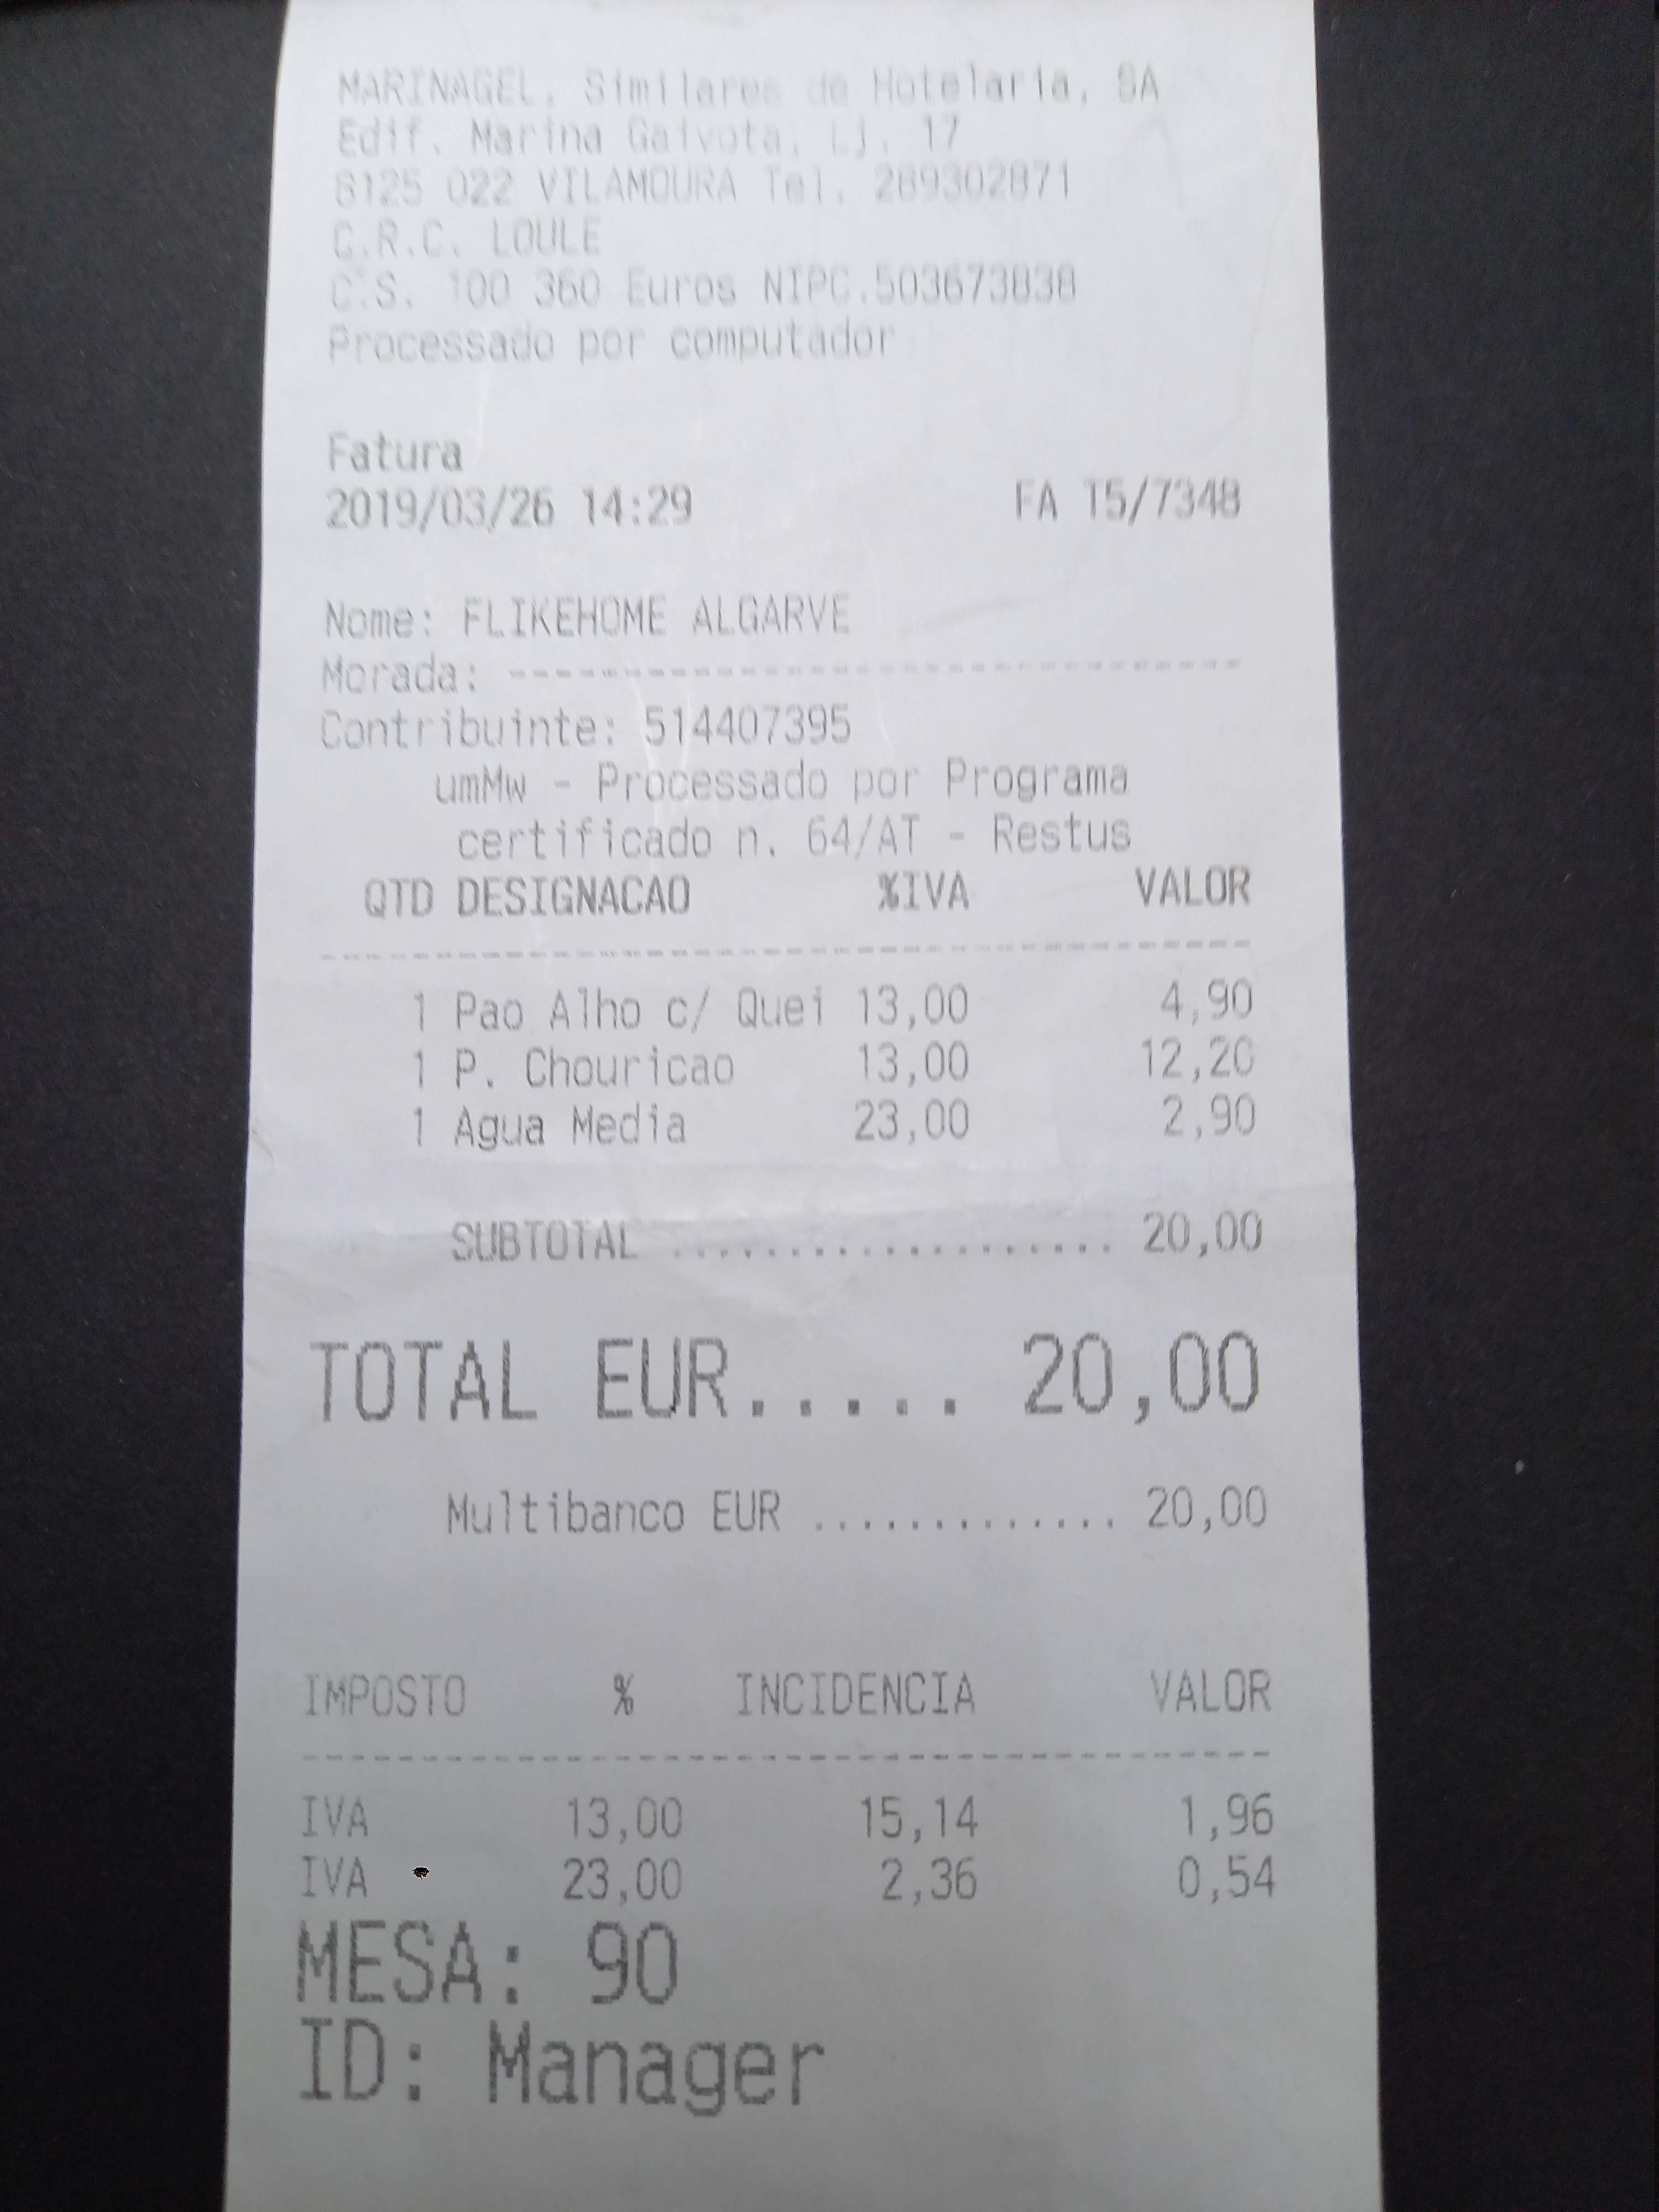 MARINAGEL, Similares de Hotelaria, SA
Edif. Marina Gaivota, Lj. 17
8125 022 VILAMOURA Tel. 289302871
C.R.C. LOULE
C.S. 100 360 Euros NIPC.503673838
Processado por computador
Fatura
2019/03/26 14:29 FA 15/7348
Nome: FLIKEHOME ALGARVE
Morada: --------------------------------
Contribuinte: 514407395
umMw - Processado por Programa
certificado n. 64/AT - Restus
QTD DESIGNACAO %IVA VALOR
----------------------------------------
1 Pao Alho c/ Quei 13,00 4,90
1 P. Chouricao 13,00 12,20
1 Agua Media 23,00 2,90
SUBTOTAL ................... 20,00
TOTAL EUR..... 20,00
Multibanco EUR ............. 20,00
IMPOSTO % INCIDENCIA VALOR
----------------------------------------
IVA 13,00 15,14 1,96
IVA 23,00 2,36 0,54
MESA: 90
ID: Manager